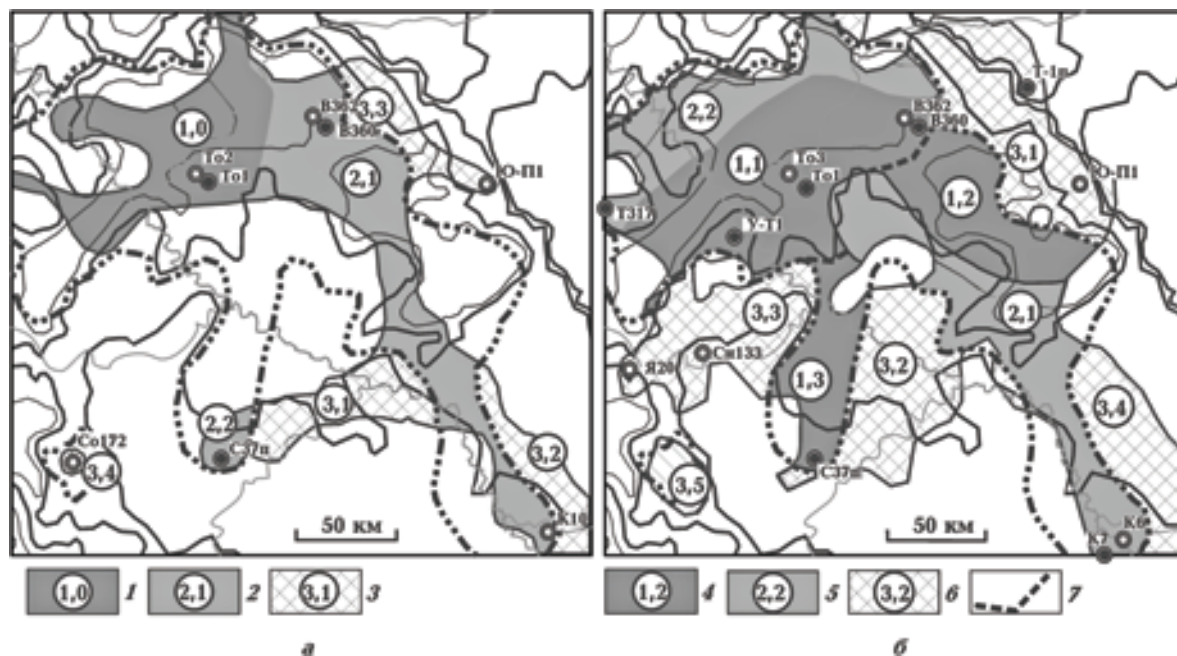 1,0
В362
3,3
В360
То2
То1
2,1
О-П1
2,2
3,1
С37п
Со172
3,4
3,2
К10
50 км
2,2
В362
В360
Т-1п
3,1
О-П1
1,1
То3
То1
1,2
Т317
У-Т1
3,3
2,1
Я20
Си133
1,3
3,2
3,4
3,5
С37п
К6
К7
50 км
1,0 1 2,1 2 3,1 3
1,2 4 2,2 5 3,2 6 7
а
б